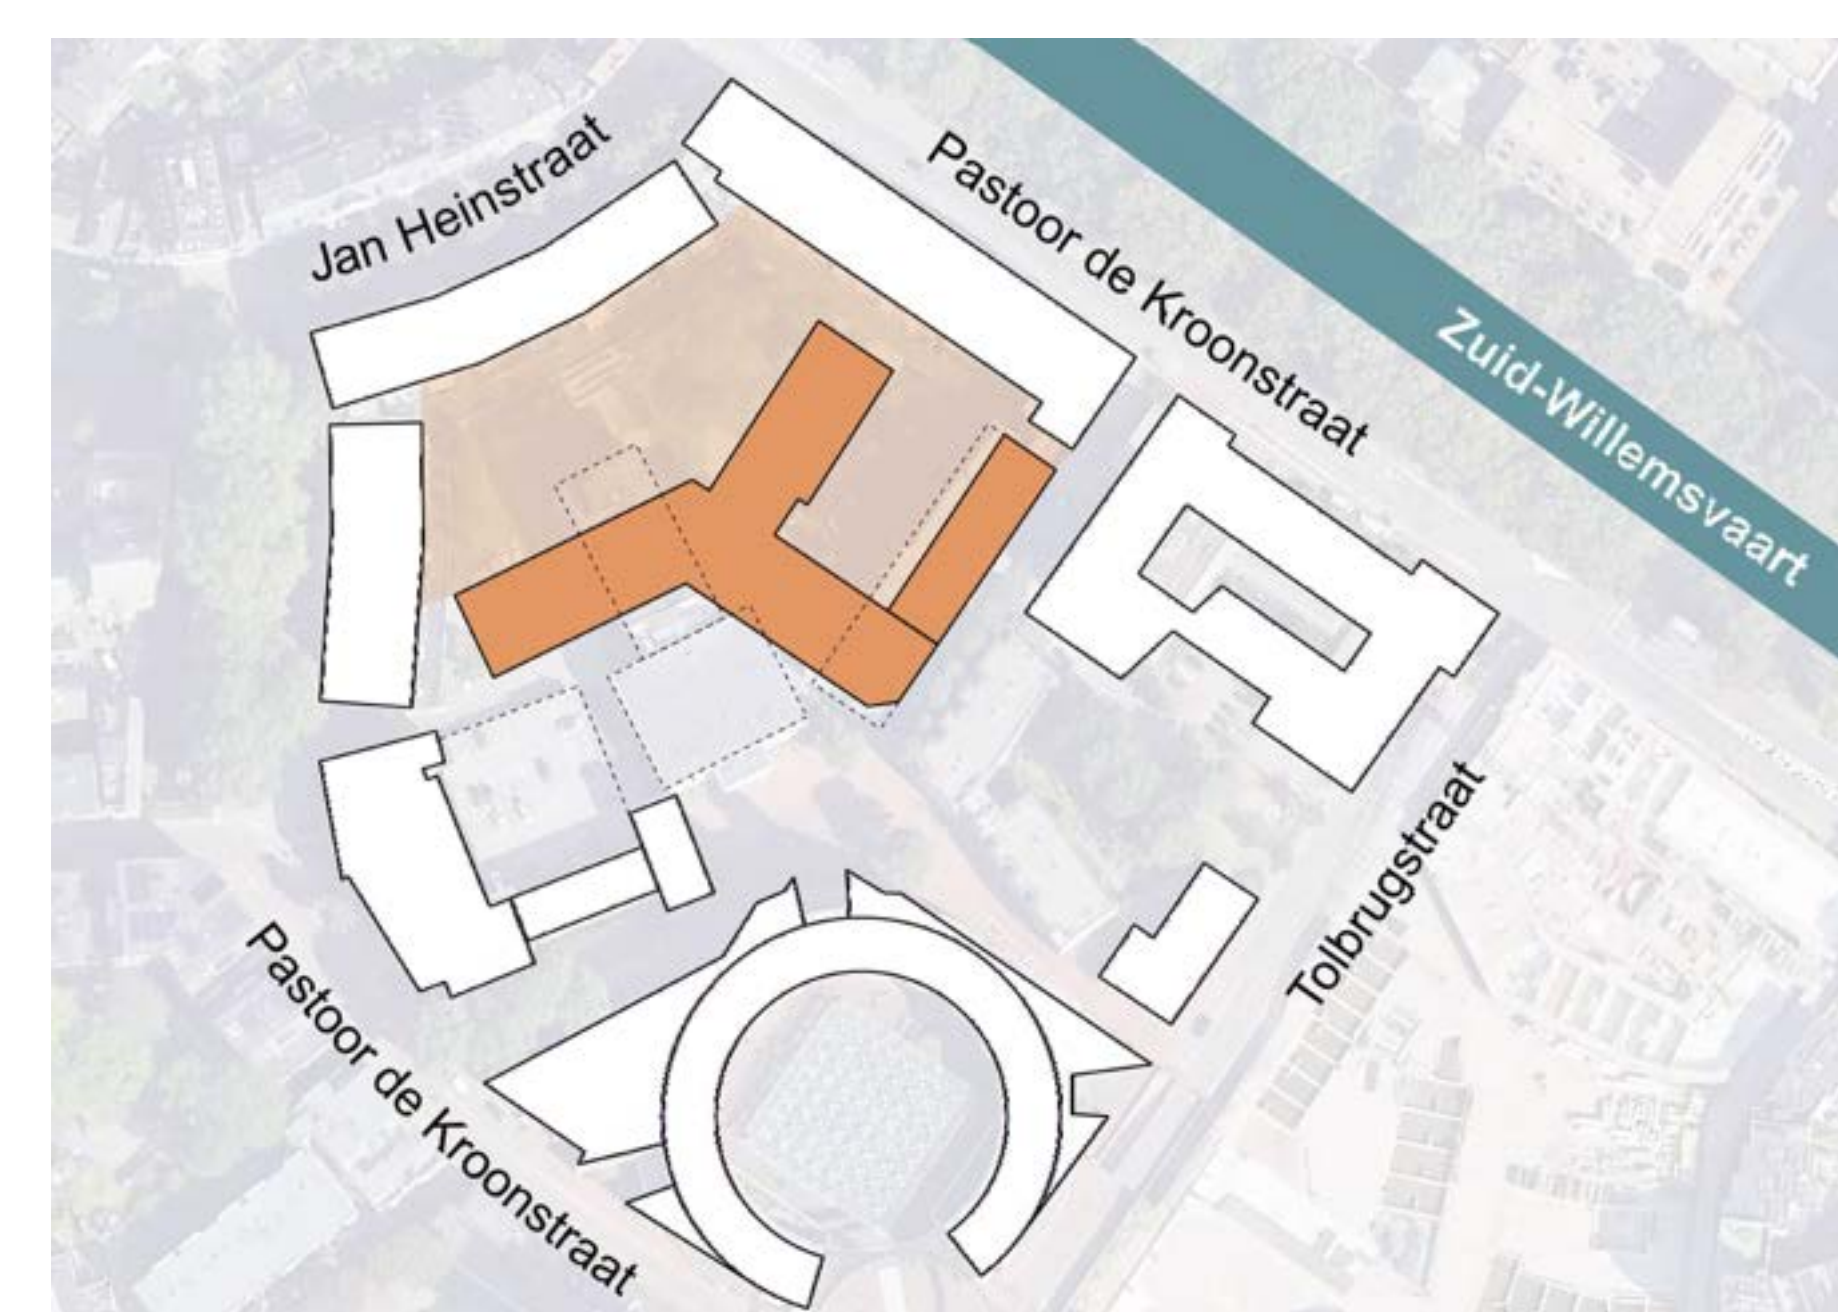 Jan Heinstraat
Pastoor de Kroonstraat
Zuid-Willemsvaart
Tolbrugstraat
Pastoor de Kroonstraat